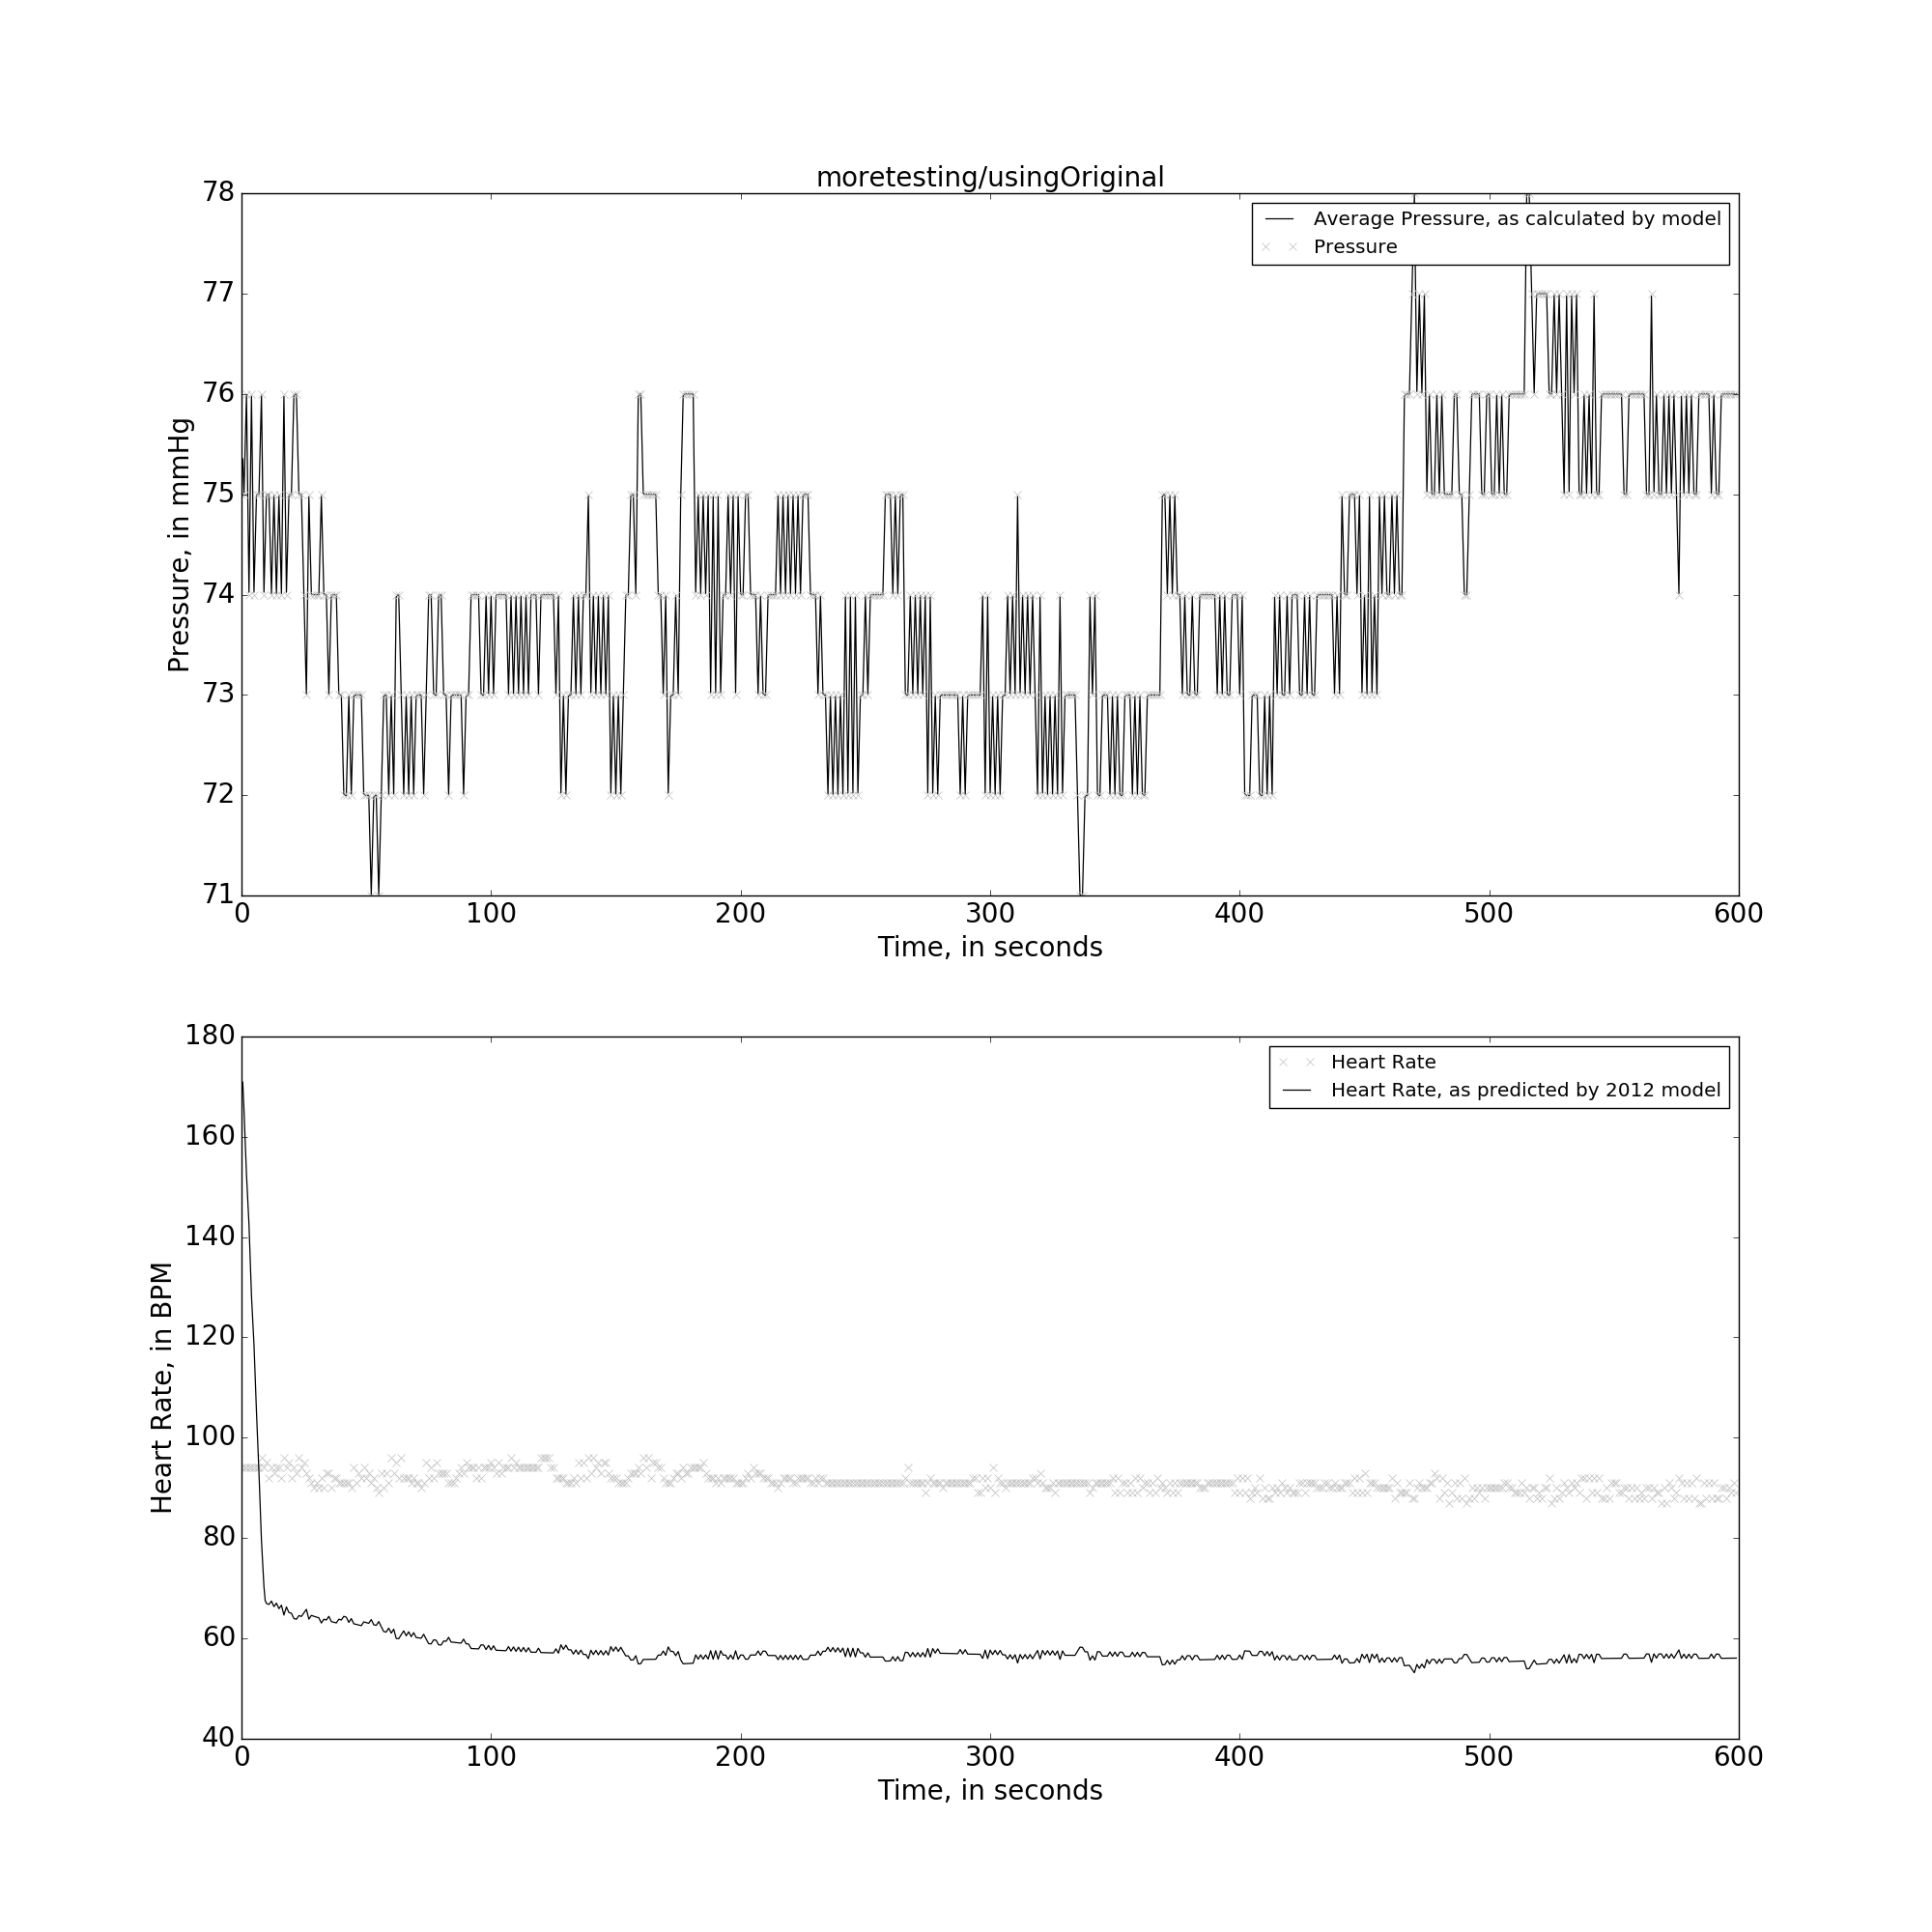 moretesting/usingOriginal
78
77
76
75
74
73
72
71
Pressure, in mmHg
Average Pressure, as calculated by model
Pressure
0 100 200 300 400 500 600
Time, in seconds
180
160
140
120
100
80
60
40
Heart Rate, in BPM
Heart Rate
Heart Rate, as predicted by 2012 model
0 100 200 300 400 500 600
Time, in seconds